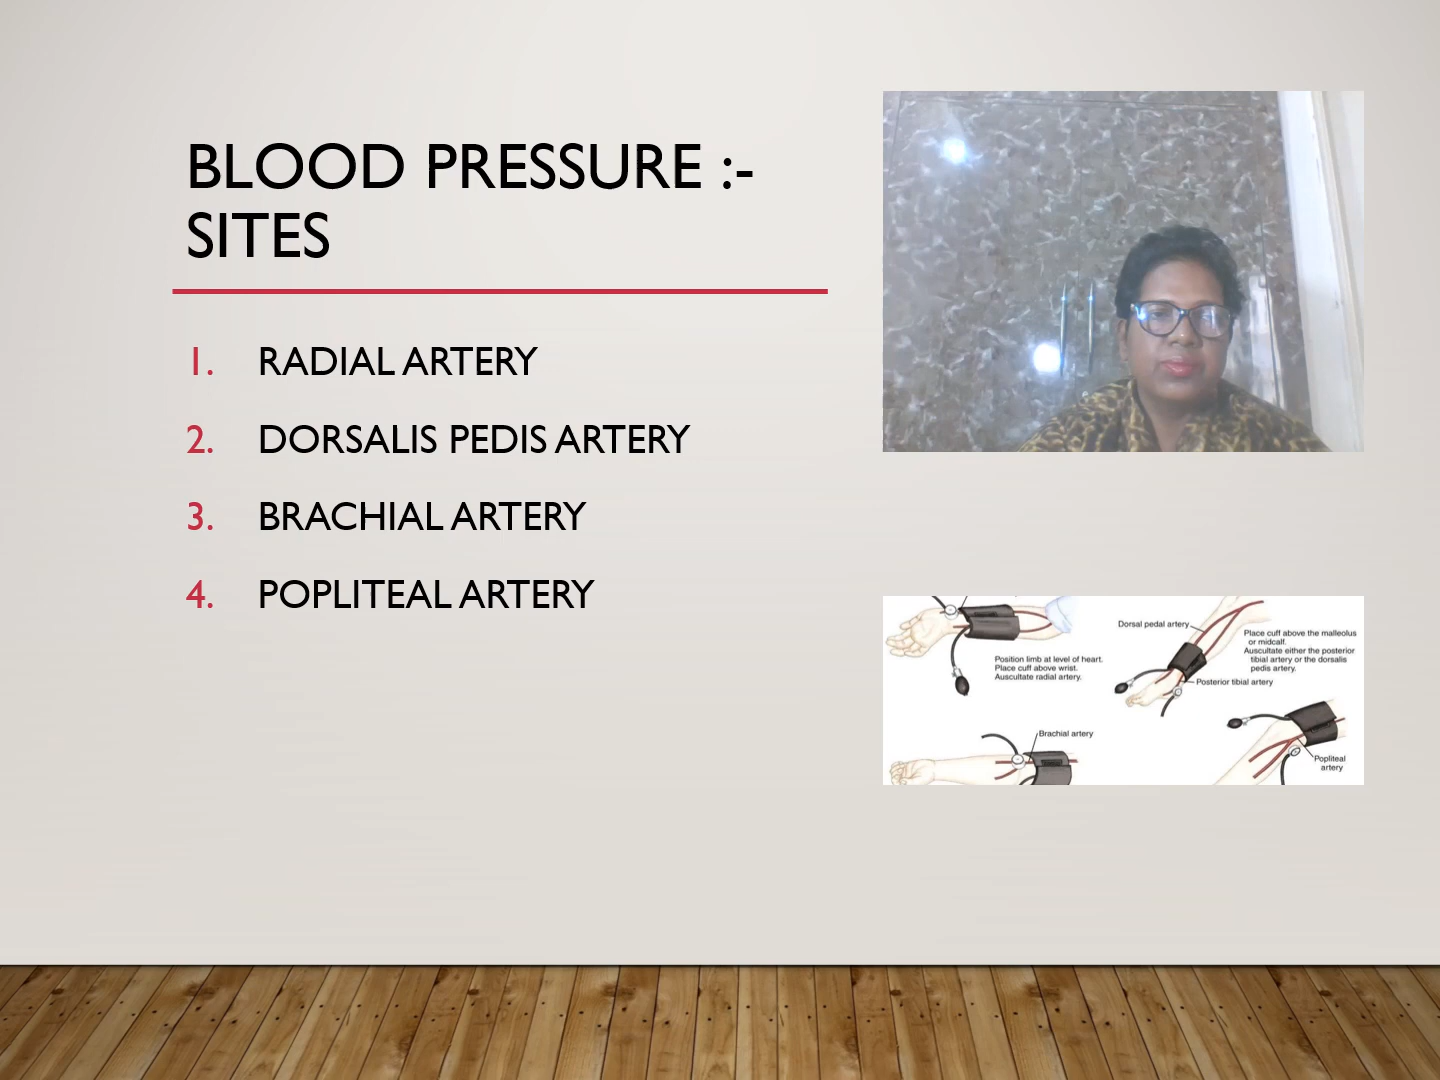 BLOOD PRESSURE :-
SITES
1. RADIAL ARTERY
2. DORSALIS PEDIS ARTERY
3. BRACHIAL ARTERY
4. POPLITEAL ARTERY
Position limb at level of heart.
Place cuff above wrist.
Auscultate radial artery.
Dorsal pedal artery
Place cuff above the malleolus
or midcalf.
Auscultate either the posterior
tibial artery or the dorsalis
pedis artery.
Posterior tibial artery
Brachial artery
Popliteal
artery